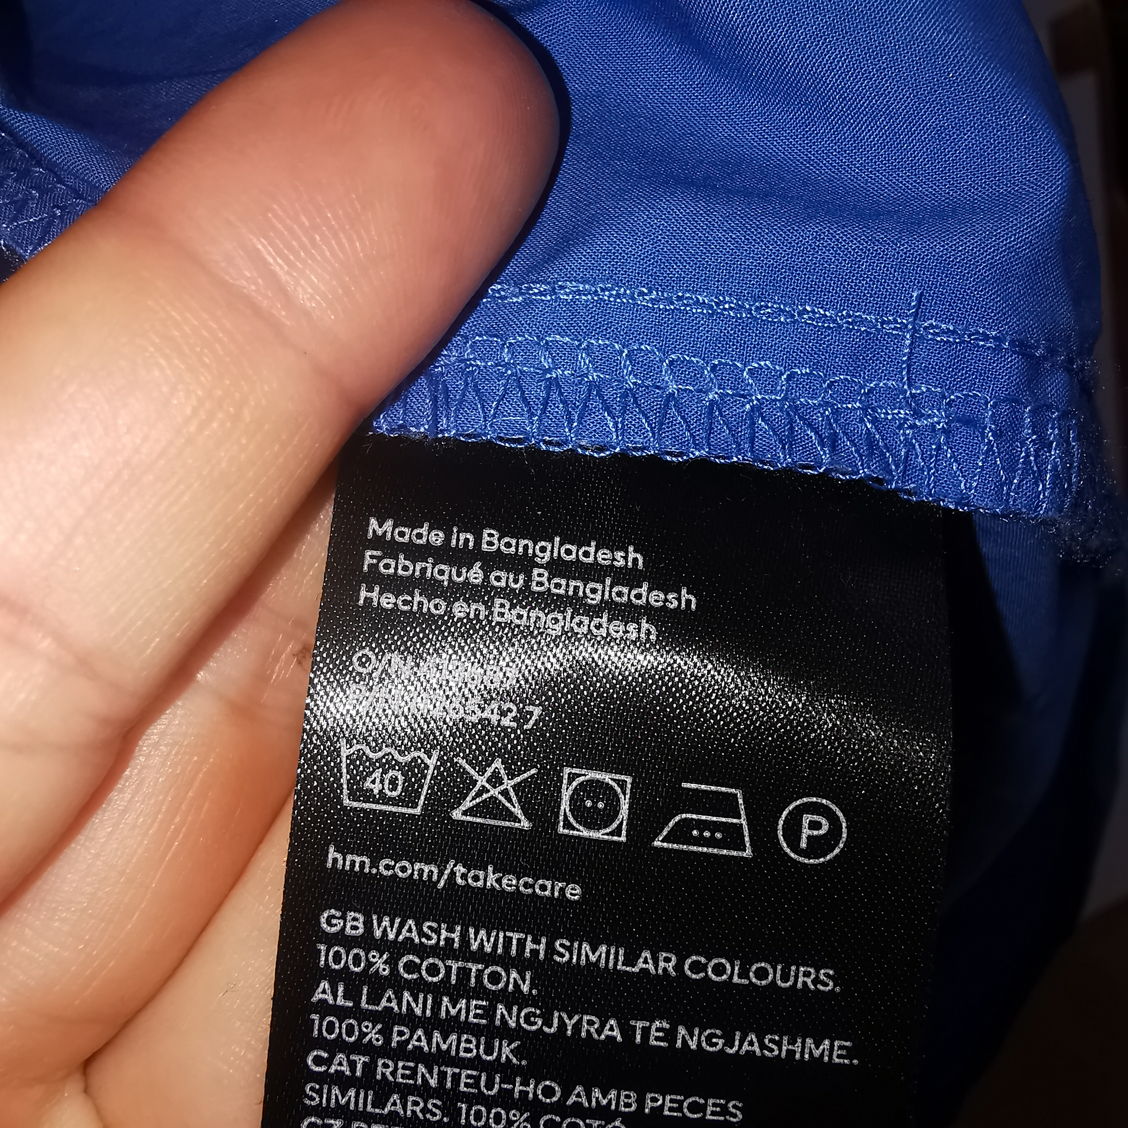 Made in Bangladesh
Fabriqué au Bangladesh
Hecho en Bangladesh
40
P
hm.com/takecare
GB WASH WITH SIMILAR COLOURS.
100% COTTON.
AL LANI ME NGJYRA TË NGJASHME.
100% PAMBUK.
CAT RENTEU-HO AMB PECES
SIMILARS. 100% COTÓ.